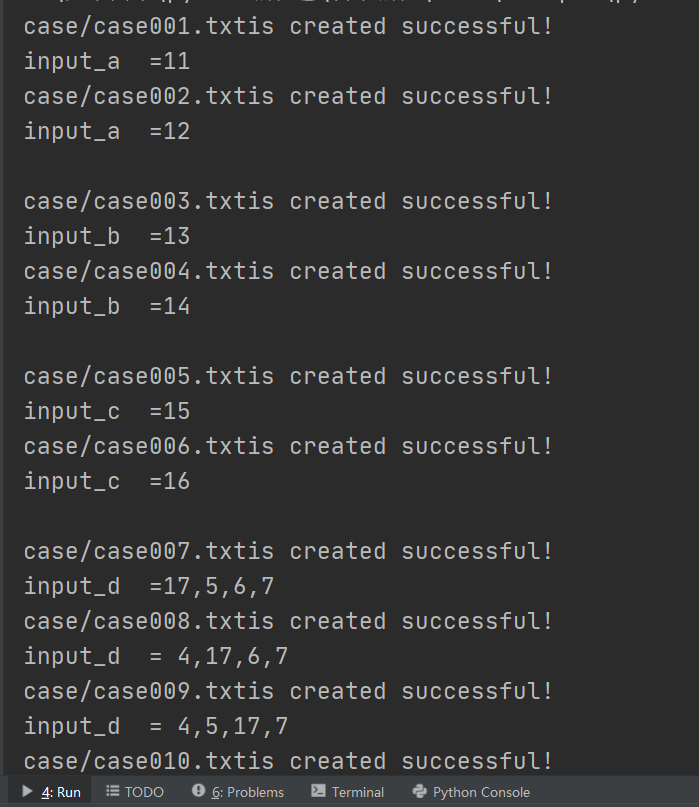 case/case001.txtis created successful!
input_a  =11
case/case002.txtis created successful!
input_a  =12
case/case003.txtis created successful!
input_b  =13
case/case004.txtis created successful!
input_b  =14
case/case005.txtis created successful!
input_c  =15
case/case006.txtis created successful!
input_c  =16
case/case007.txtis created successful!
input_d  =17,5,6,7
case/case008.txtis created successful!
input_d  = 4,17,6,7
case/case009.txtis created successful!
input_d  = 4,5,17,7
case/case010.txtis created successful!
4: Run TODO 6: Problems Terminal Python Console